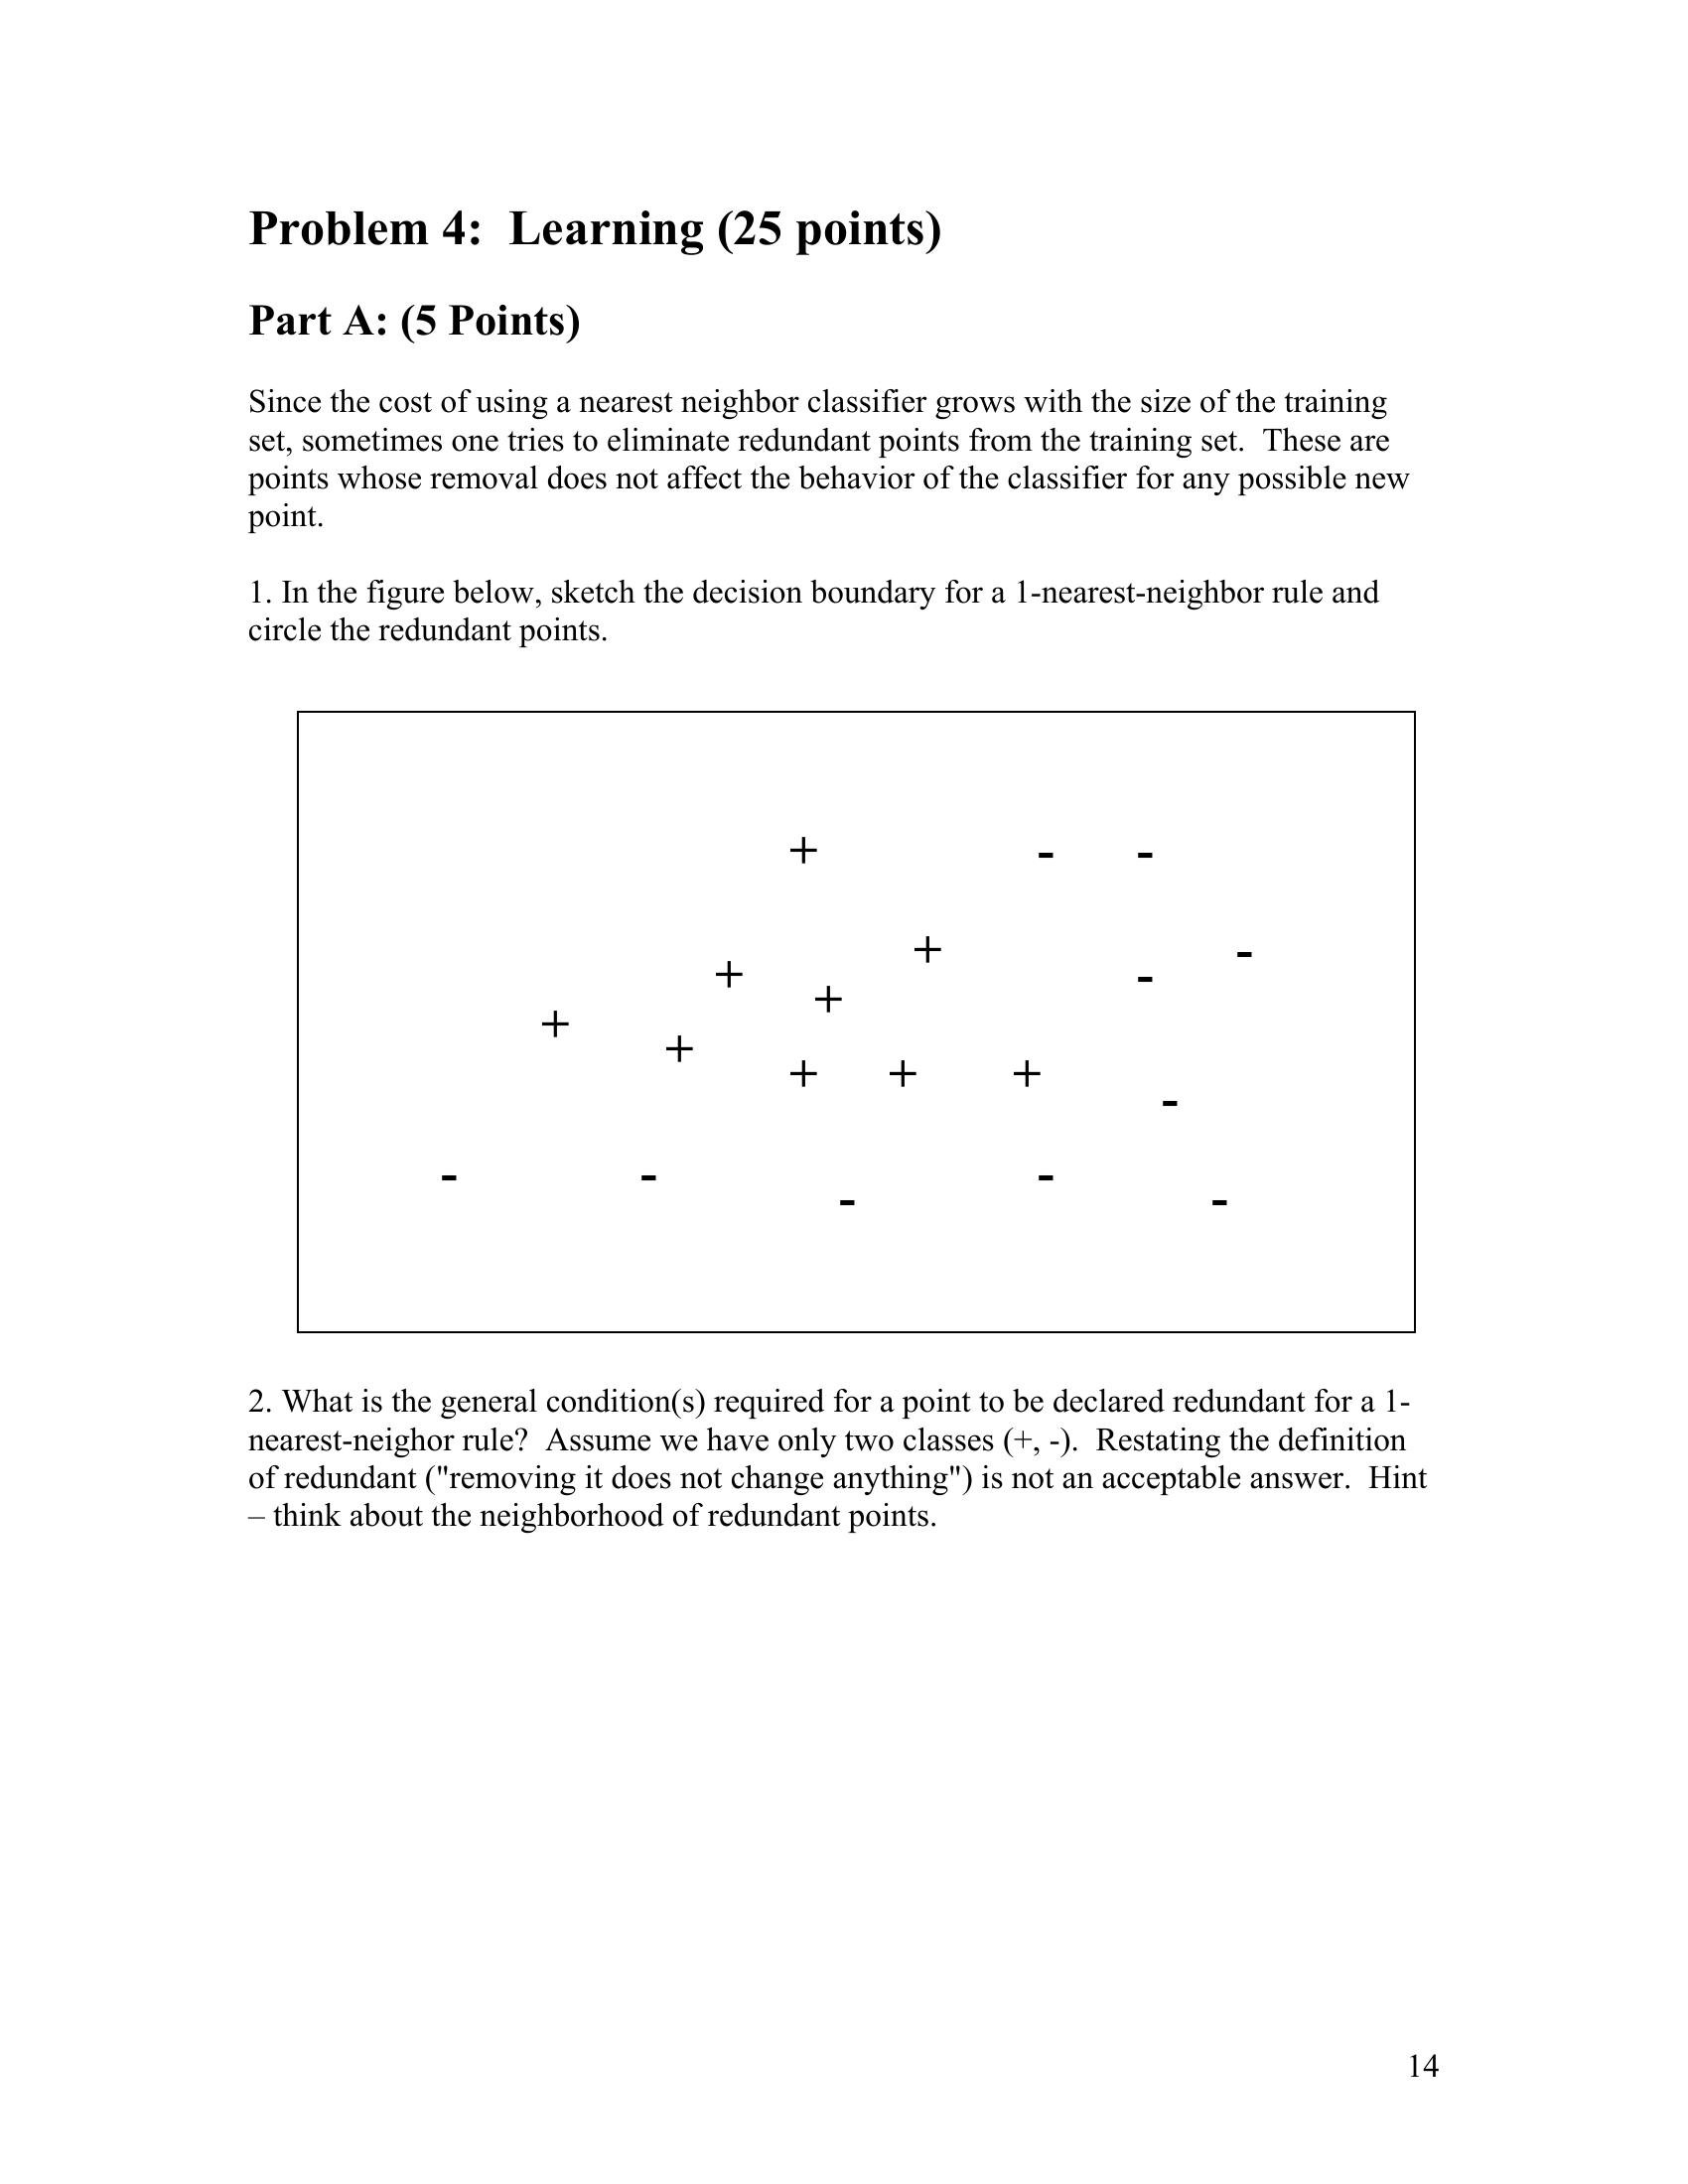 Problem 4: Learning (25 points)
Part A: (5 Points)
Since the cost of using a nearest neighbor classifier grows with the size of the training
set, sometimes one tries to eliminate redundant points from the training set. These are
points whose removal does not affect the behavior of the classifier for any possible new
point.
1. In the figure below, sketch the decision boundary for a 1-nearest-neighbor rule and
circle the redundant points.
+ - -
+ -
+ -
+
+
+
+ + +
-
- - -
- -
2. What is the general condition(s) required for a point to be declared redundant for a 1-
nearest-neighor rule? Assume we have only two classes (+, -). Restating the definition
of redundant ("removing it does not change anything") is not an acceptable answer. Hint
– think about the neighborhood of redundant points.
14